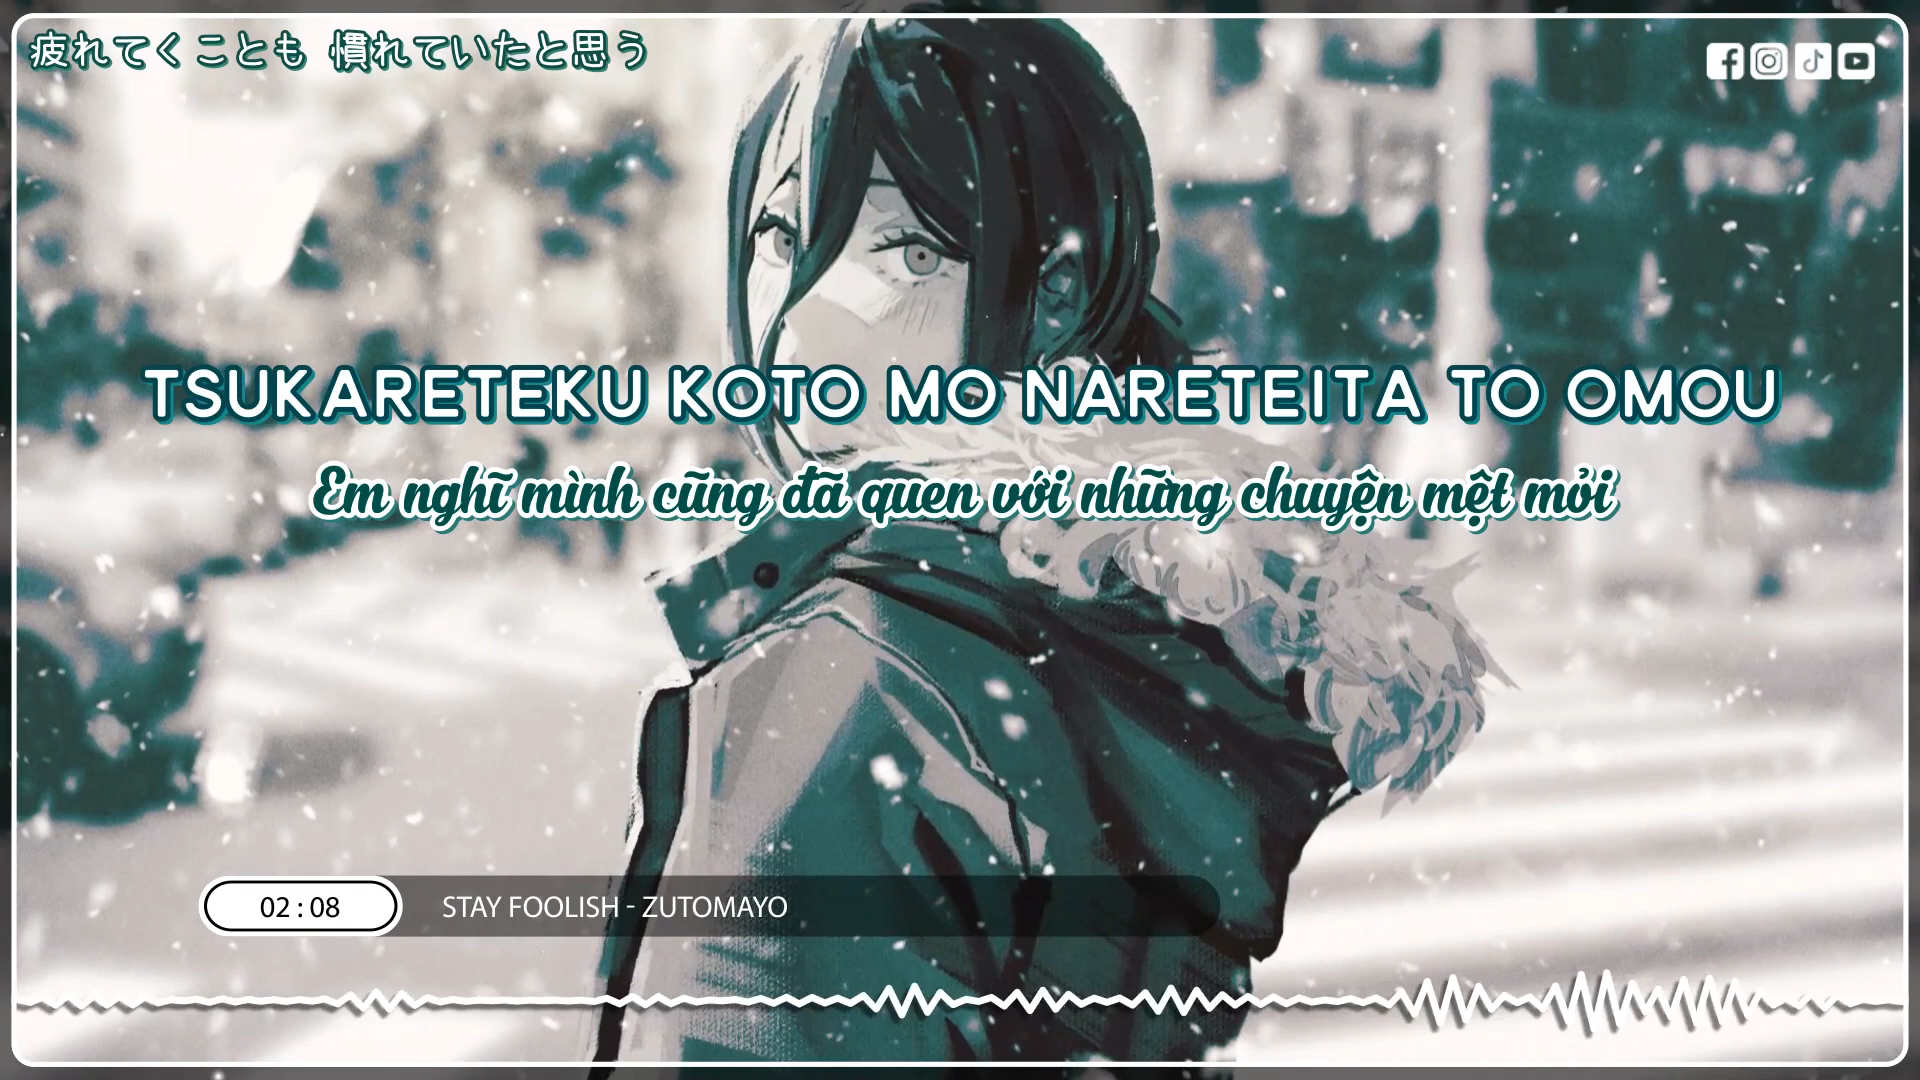 疲れてくことも 慣れていたと思う
TSUKARETEKU KOTO MO NARETEITA TO OMOU
Em nghĩ mình cũng đã quen với những chuyện mệt mỏi
02 : 08
STAY FOOLISH - ZUTOMAYO